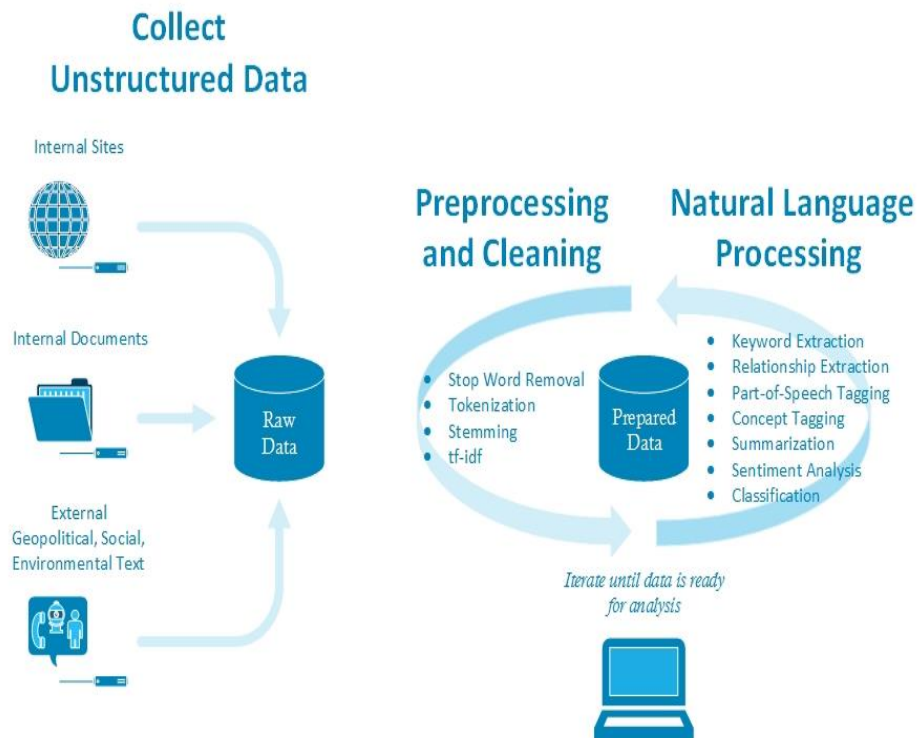 Collect
Unstructured Data
Internal Sites
Internal Documents
External
Geopolitical, Social,
Environmental Text
Raw
Data
Preprocessing
and Cleaning
• Stop Word Removal
• Tokenization
• Stemming
• tf-idf
Prepared
Data
Natural Language
Processing
• Keyword Extraction
• Relationship Extraction
• Part-of-Speech Tagging
• Concept Tagging
• Summarization
• Sentiment Analysis
• Classification
Iterate until data is ready
for analysis